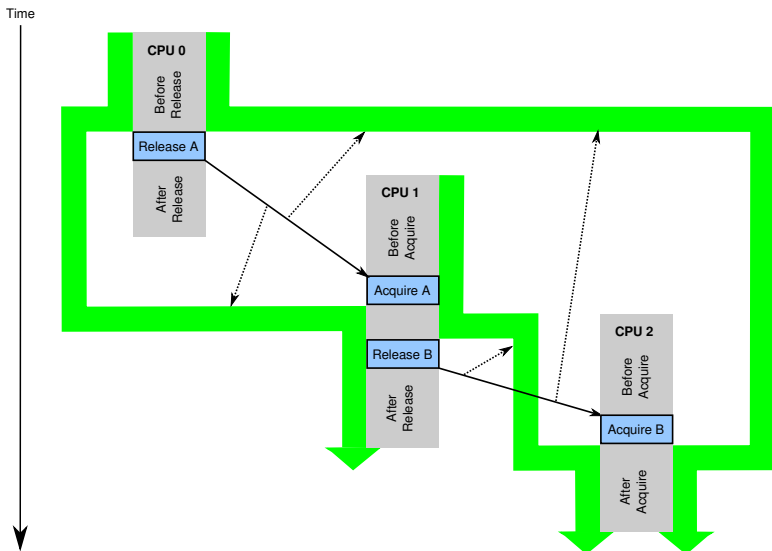 Time
CPU 0
Before
Release
Release A
After
Release
CPU 1
Before
Acquire
Acquire A
Release B
After
Release
CPU 2
Before
Acquire
Acquire B
After
Acquire